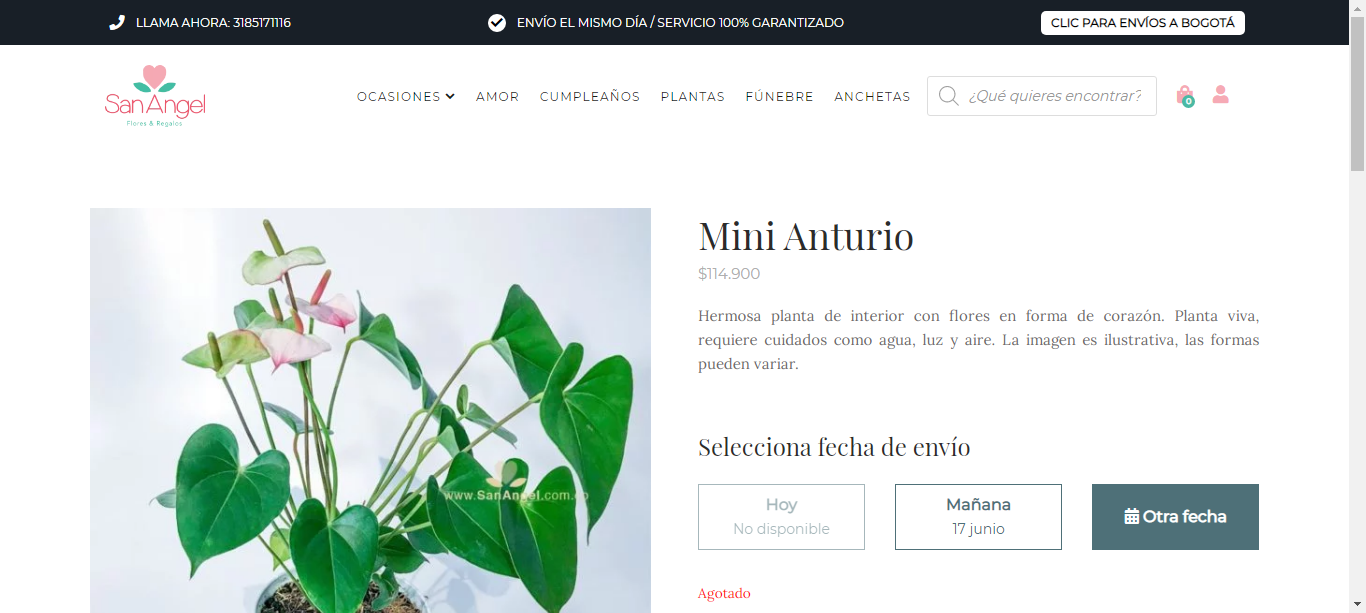 LLAMA AHORA: 3185171116
ENVÍO EL MISMO DÍA / SERVICIO 100% GARANTIZADO
CLIC PARA ENVÍOS A BOGOTÁ
SanAngel
Flores & Regalos
OCASIONES
AMOR
CUMPLEAÑOS
PLANTAS
FÚNEBRE
ANCHETAS
¿Qué quieres encontrar?
0
Mini Anturio
$114.900
Hermosa planta de interior con flores en forma de corazón. Planta viva,
requiere cuidados como agua, luz y aire. La imagen es ilustrativa, las formas
pueden variar.
www.SanAngel.com.co
Selecciona fecha de envío
Hoy
No disponible
Mañana
17 junio
Otra fecha
Agotado